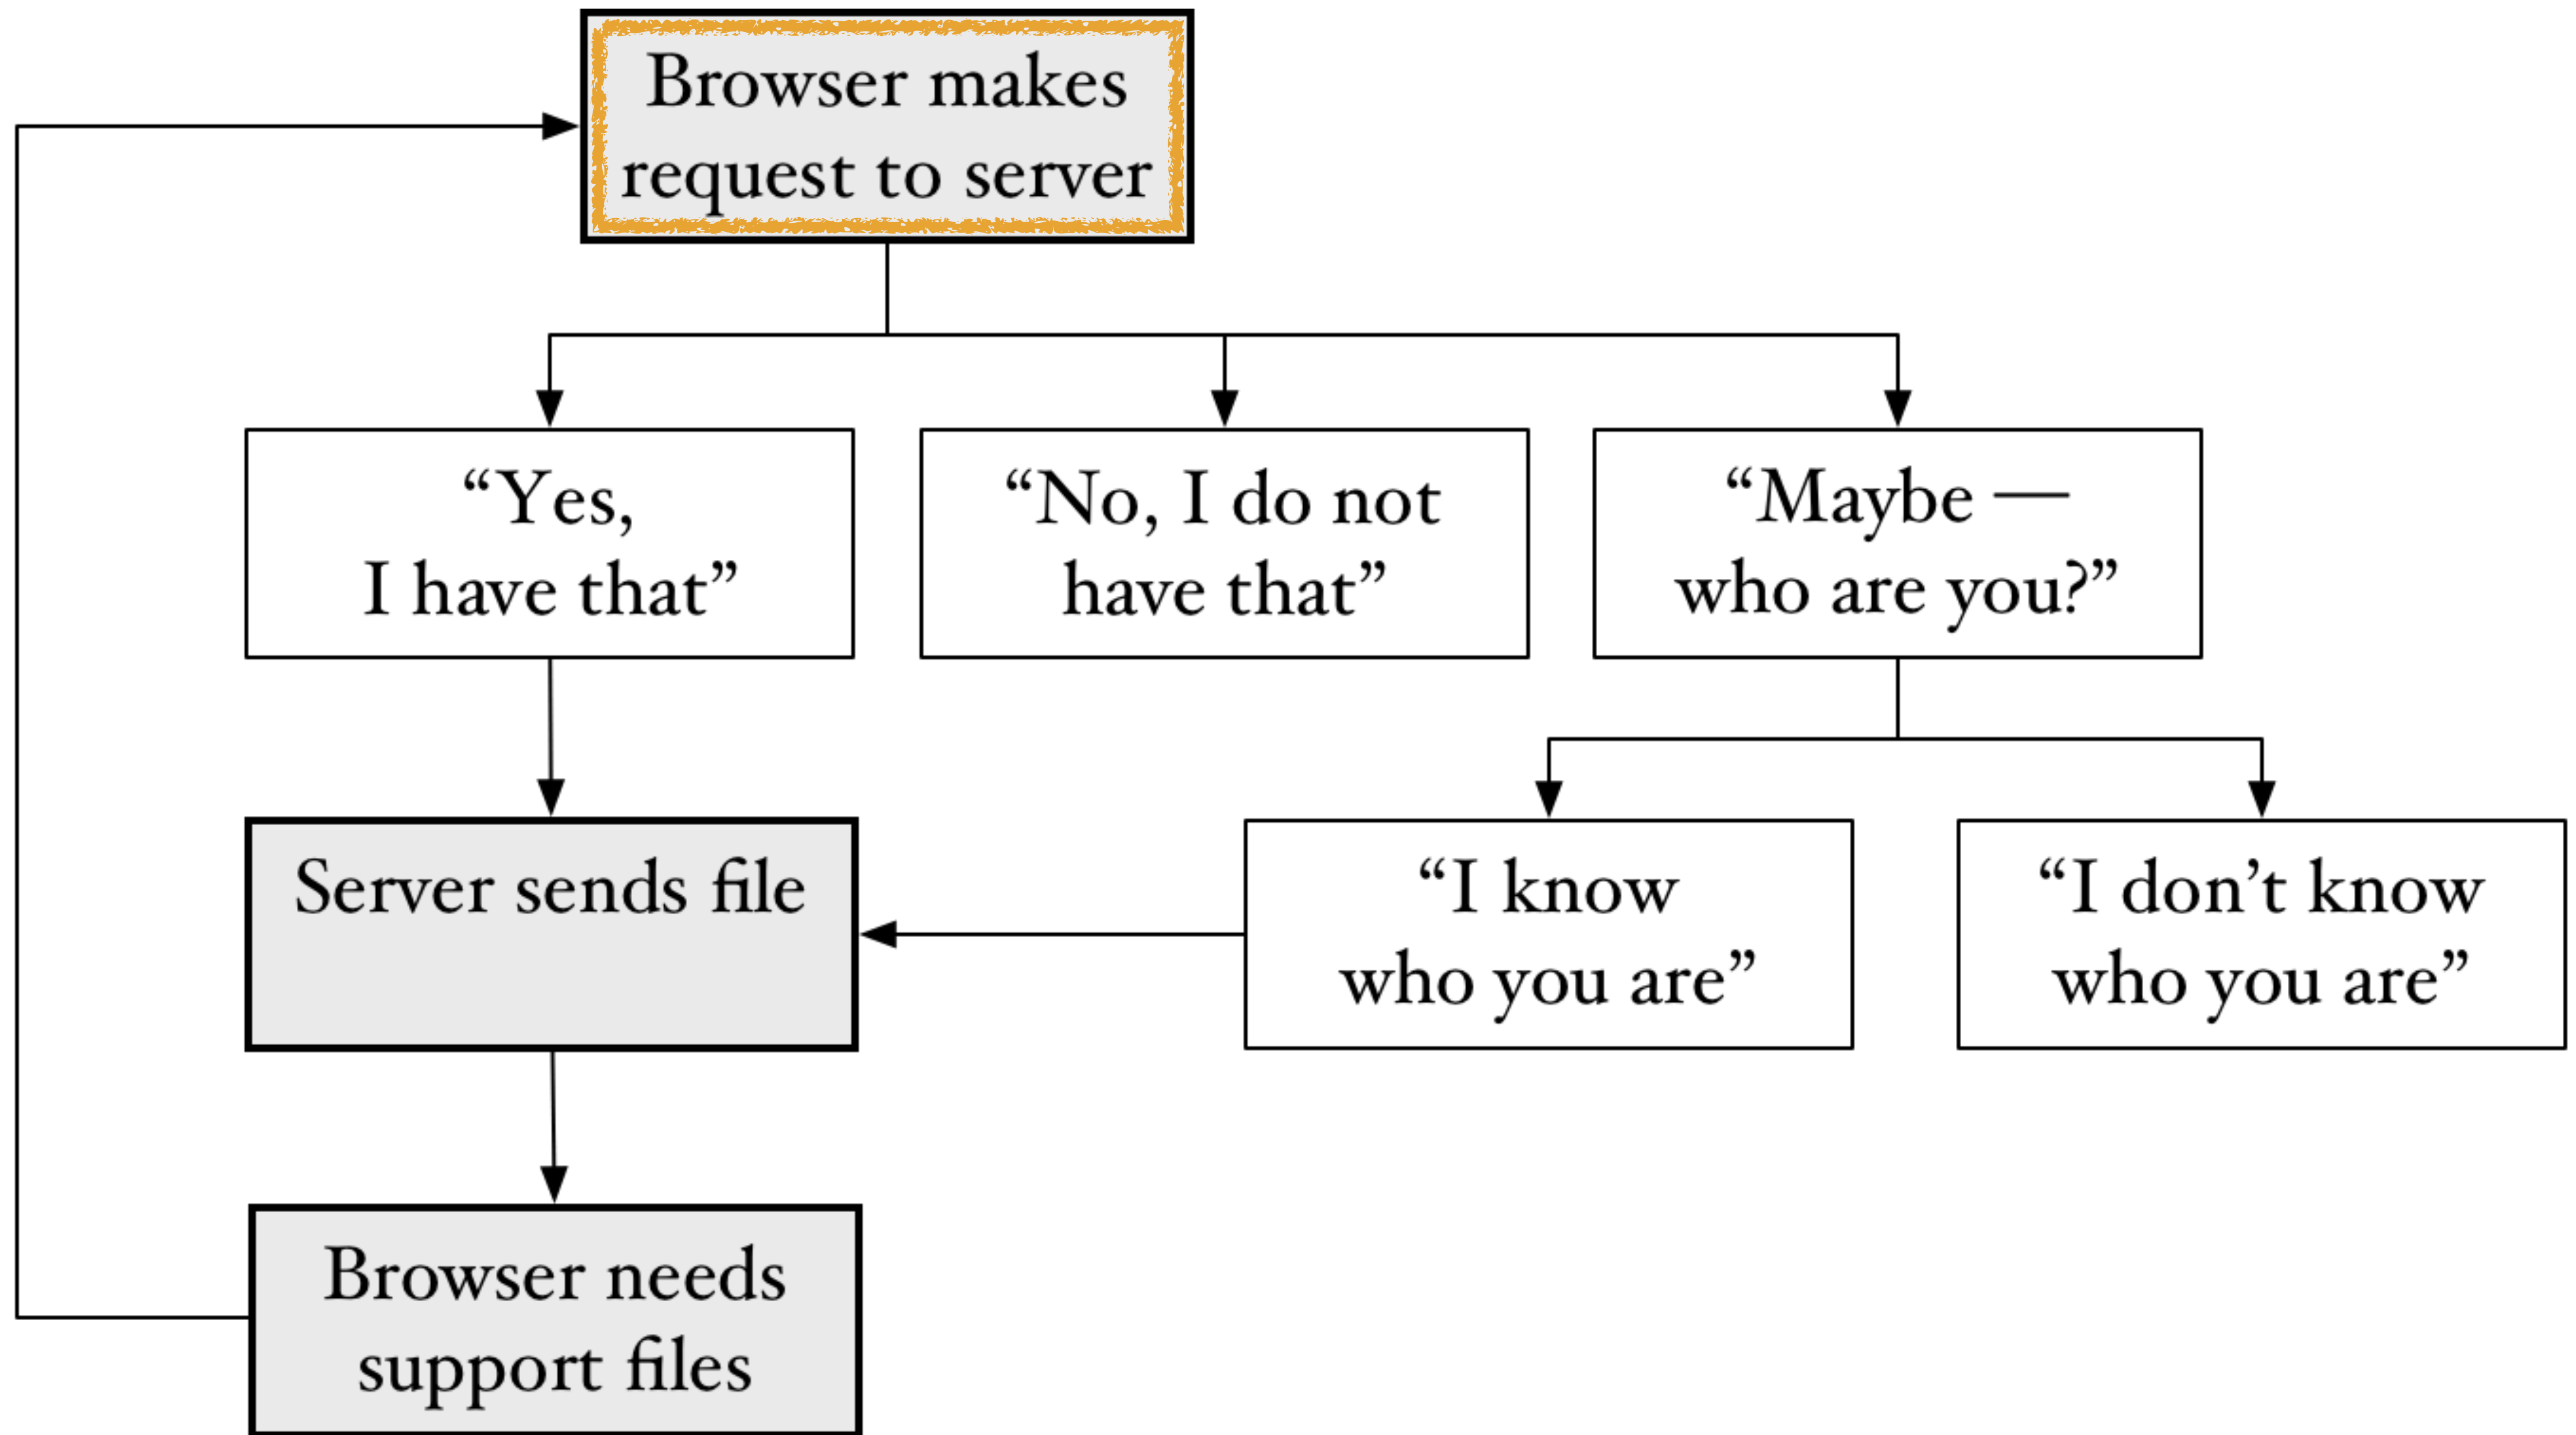 Browser makes
request to server
“Yes,
I have that”
“No, I do not
have that”
“Maybe —
who are you?”
Server sends file
“I know
who you are”
“I don’t know
who you are”
Browser needs
support files